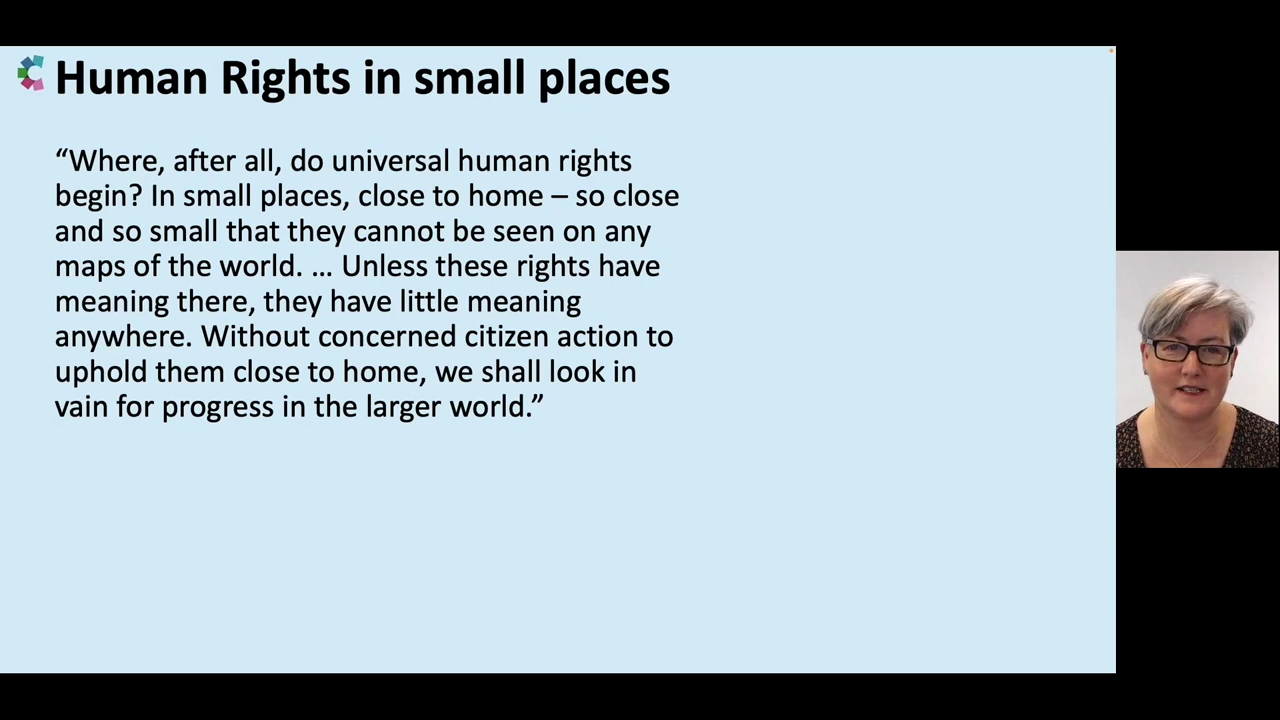 Human Rights in small places
“Where, after all, do universal human rights
begin? In small places, close to home – so close
and so small that they cannot be seen on any
maps of the world. ... Unless these rights have
meaning there, they have little meaning
anywhere. Without concerned citizen action to
uphold them close to home, we shall look in
vain for progress in the larger world.”